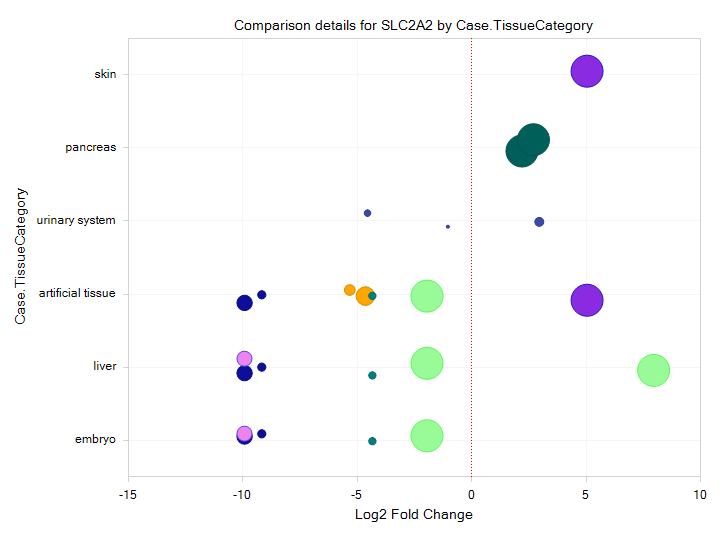 Comparison details for SLC2A2 by Case.TissueCategory
skin
pancreas
urinary system
artificial tissue
liver
embryo
Case.TissueCategory
-15
-10
-5
0
5
10
Log2 Fold Change